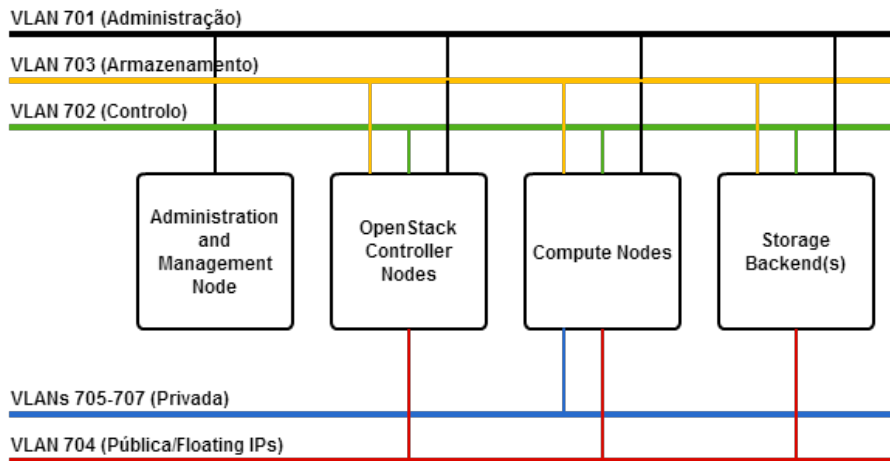 VLAN 701 (Administração)
VLAN 703 (Armazenamento)
VLAN 702 (Controlo)
Administration
and
Management
Node
OpenStack
Controller
Nodes
Compute Nodes
Storage
Backend(s)
VLANs 705-707 (Privada)
VLAN 704 (Pública/Floating IPs)